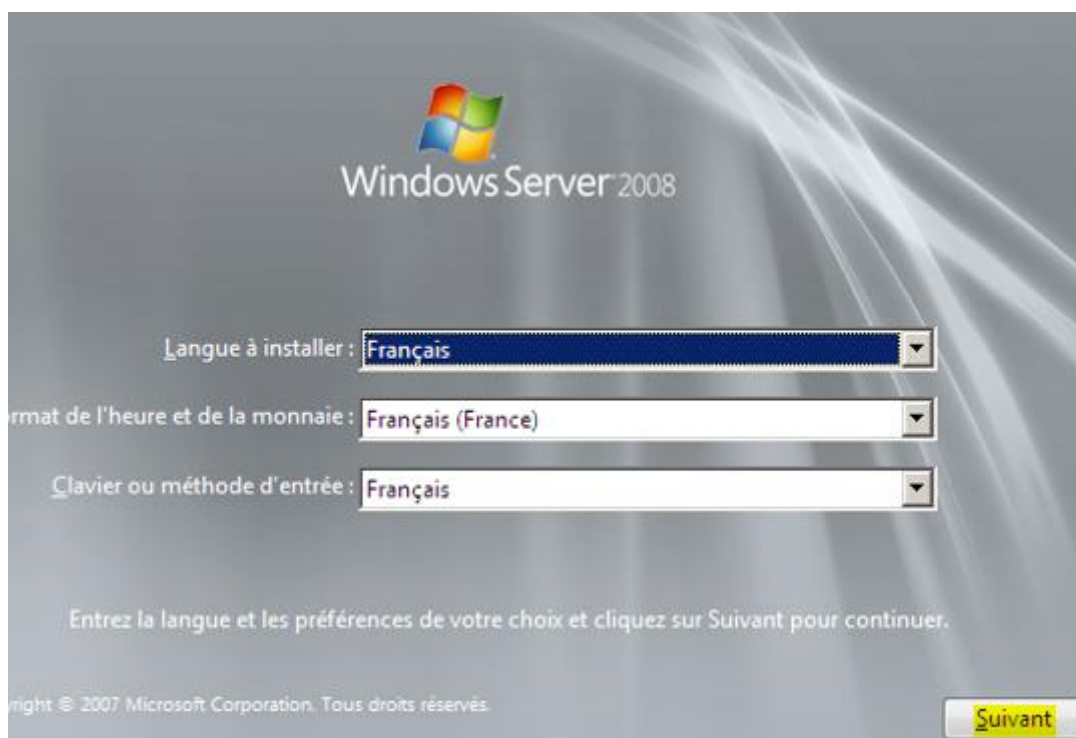 Windows Server 2008
Langue à installer : Français
rmat de l'heure et de la monnaie : Français (France)
Clavier ou méthode d'entrée : Français
Entrez la langue et les préférences de votre choix et cliquez sur Suivant pour continuer.
right © 2007 Microsoft Corporation. Tous droits réservés.
Suivant